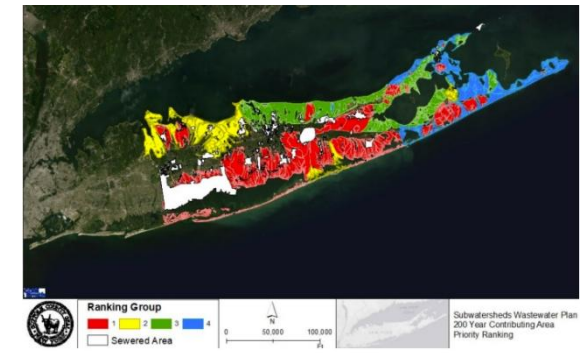 Ranking Group
1 2 3 4
Sewered Area
N
0 50,000 100,000
Ft
Subwatersheds Wastewater Plan
200 Year Contributing Area
Priority Ranking